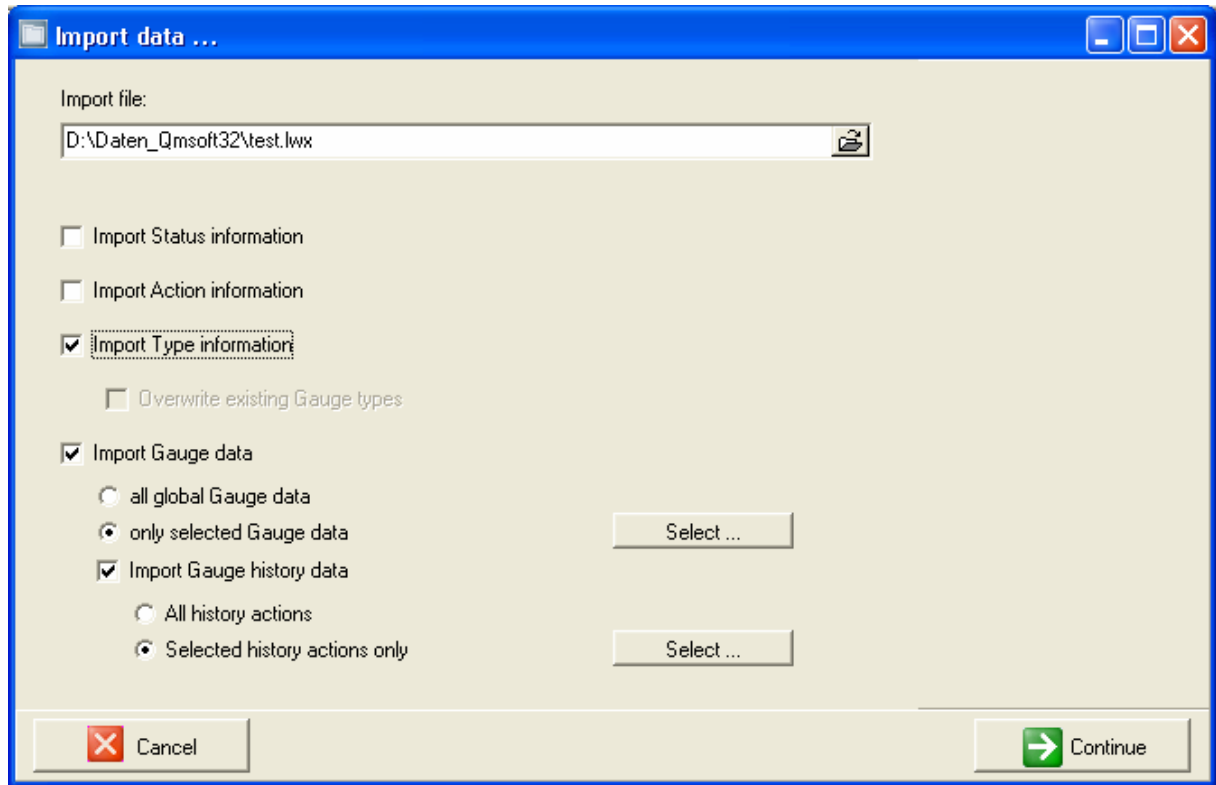 Import data ...
Import file:
D:\Daten_Qmsoft32\test.lwx
Import Status information
Import Action information
Import Type information
Overwrite existing Gauge types
Import Gauge data
all global Gauge data
only selected Gauge data Select ...
Import Gauge history data
All history actions
Selected history actions only Select ...
Cancel Continue